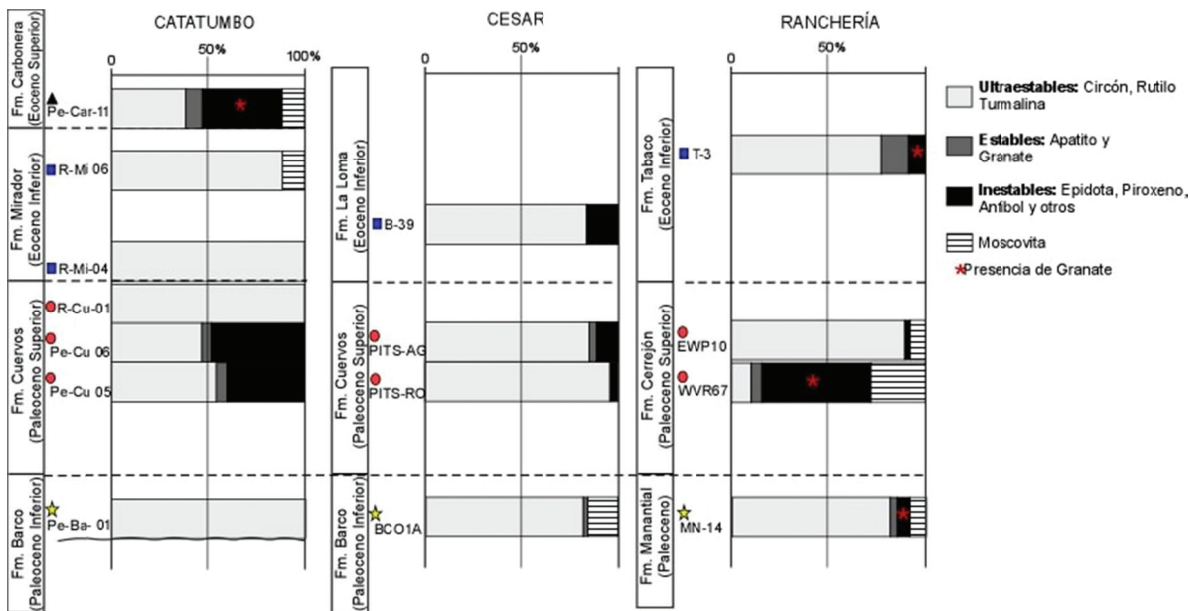 CATATUMBO
0
50%
100%
Fm. Carbonera
(Eoceno Superior)
Pe-Car-11
Fm. Mirador
(Eoceno Inferior)
R-Mi 06
R-Mi-04
Fm. Cuervos
(Paleoceno Superior)
R-Cu-01
Pe-Cu 06
Pe-Cu 05
Fm. Barco
(Paleoceno Inferior)
Pe-Ba- 01
CESAR
0
50%
Fm. La Loma
(Eoceno Inferior)
B-39
Fm. Cuervos
(Paleoceno Superior)
PITS-AG
PITS-RO
Fm. Barco
(Paleoceno Inferior)
BCO1A
RANCHERÍA
0
50%
Fm. Tabaco
(Eoceno Inferior)
T-3
Fm. Cerrejón
(Paleoceno Superior)
EWP10
WVR67
Fm. Manantial
(Paleoceno)
MN-14
Ultraestables: Circón, Rutilo
Turmalina
Estables: Apatito y
Granate
Inestables: Epidota, Piroxeno,
Anfibol y otros
Moscovita
*Presencia de Granate